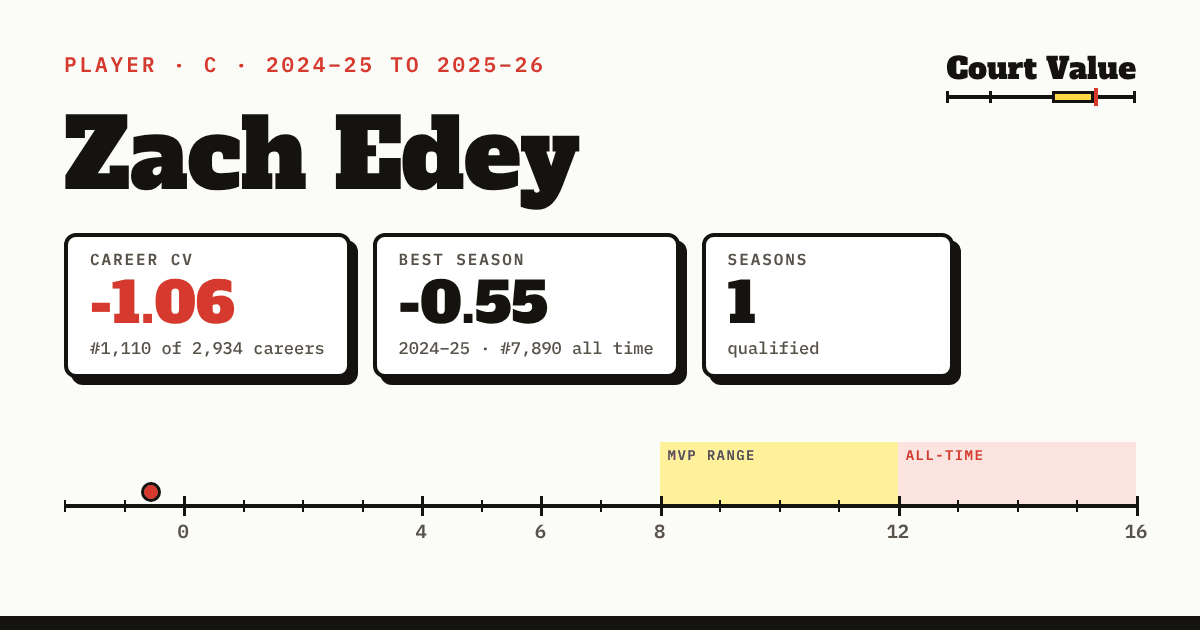 PLAYER · C · 2024–25 TO 2025–26
Court Value
Zach Edey
CAREER CV
-1.06
#1,110 of 2,934 careers
BEST SEASON
-0.55
2024–25 · #7,890 all time
SEASONS
1
qualified
MVP RANGE
ALL-TIME
0 4 6 8 12 16